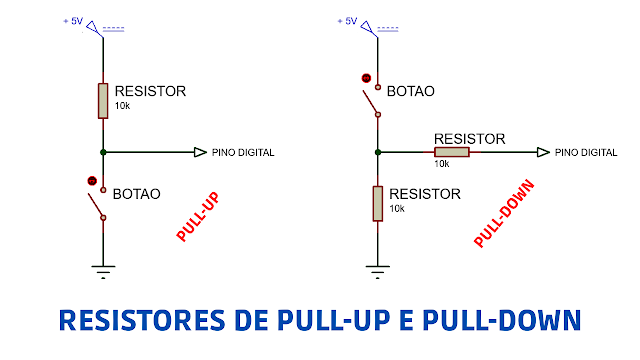 + 5V
RESISTOR
10k
PINO DIGITAL
BOTAO
PULL-UP
+ 5V
BOTAO
RESISTOR
10k
PINO DIGITAL
RESISTOR
10k
PULL-DOWN
RESISTORES DE PULL-UP E PULL-DOWN